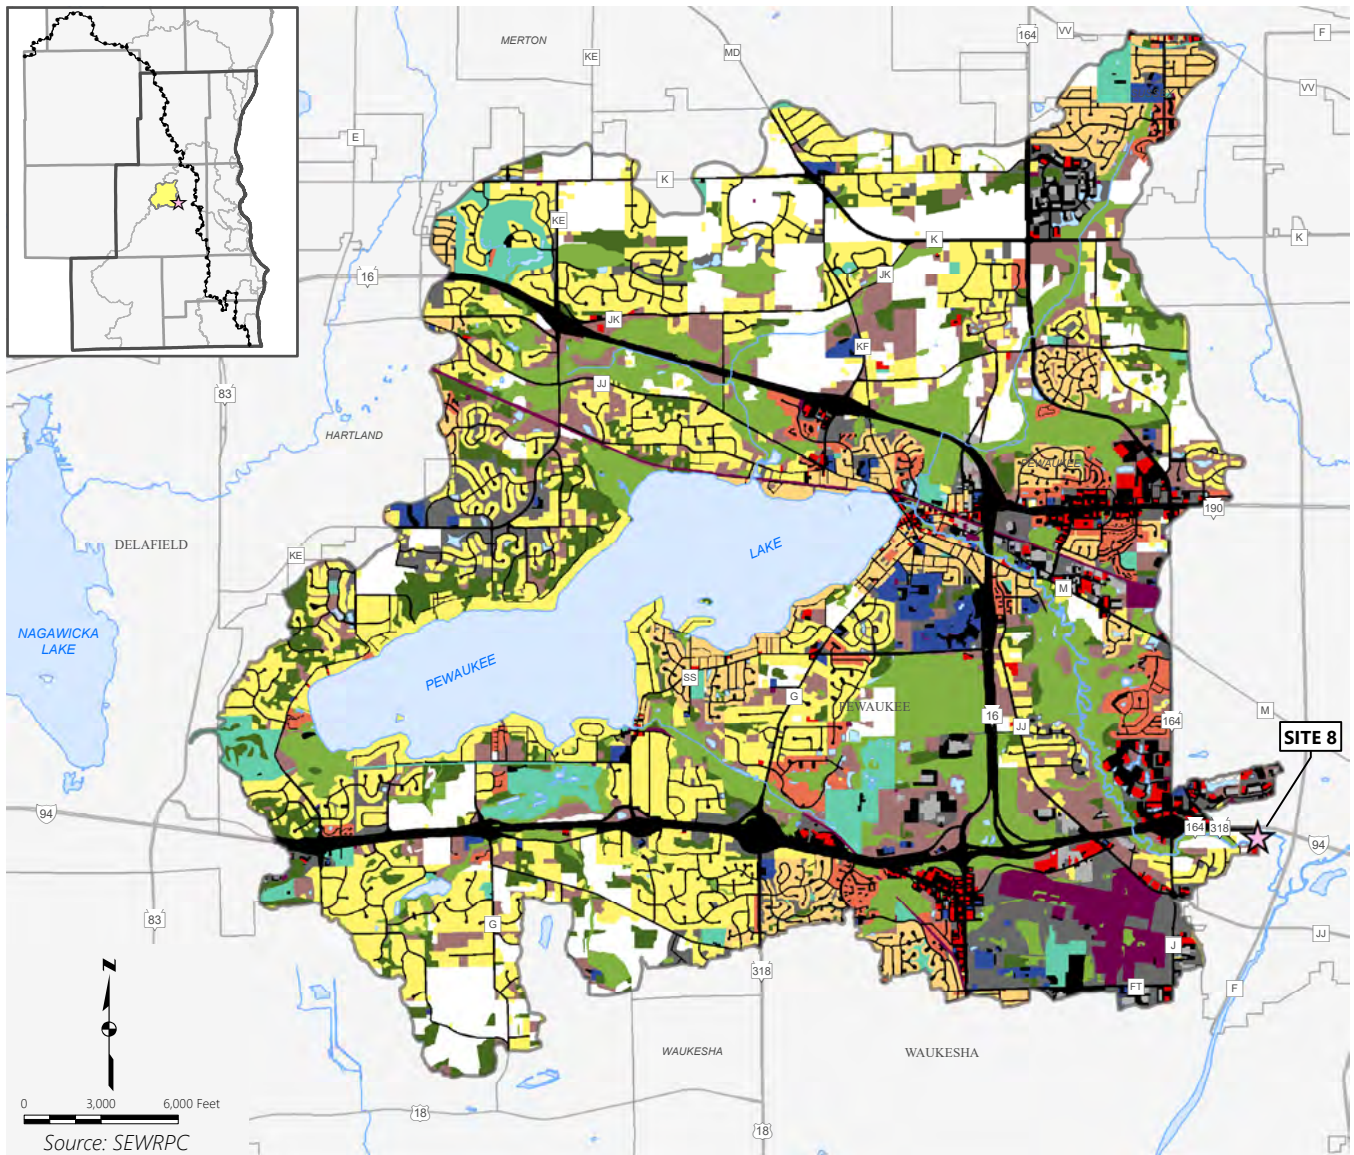 MERTON
KE
MD
164
VV
F
VV
E
K
K
KE
K
16
JK
JK
KF
JJ
83
HARTLAND
PEWAUKEE
190
DELAFIELD
KE
LAKE
M
NAGAWICKA
LAKE
PEWAUKEE
SS
G
PEWAUKEE
16
JJ
164
M
SITE 8
94
164
318
94
83
G
318
J
JJ
FT
F
N
WAUKESHA
WAUKESHA
0
3,000
6,000 Feet
18
18
Source: SEWRPC